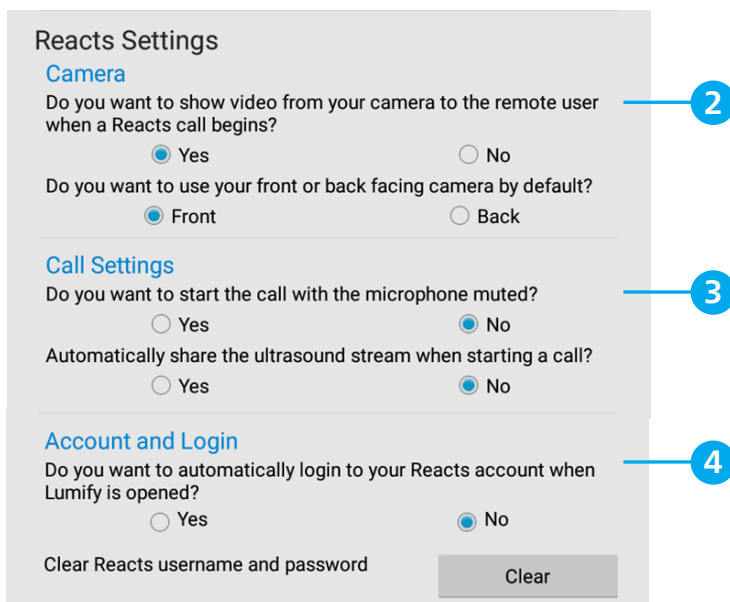 Reacts Settings
Camera
Do you want to show video from your camera to the remote user
when a Reacts call begins?
Yes No
Do you want to use your front or back facing camera by default?
Front Back
2
Call Settings
Do you want to start the call with the microphone muted?
Yes No
Automatically share the ultrasound stream when starting a call?
Yes No
3
Account and Login
Do you want to automatically login to your Reacts account when
Lumify is opened?
Yes No
Clear Reacts username and password Clear
4